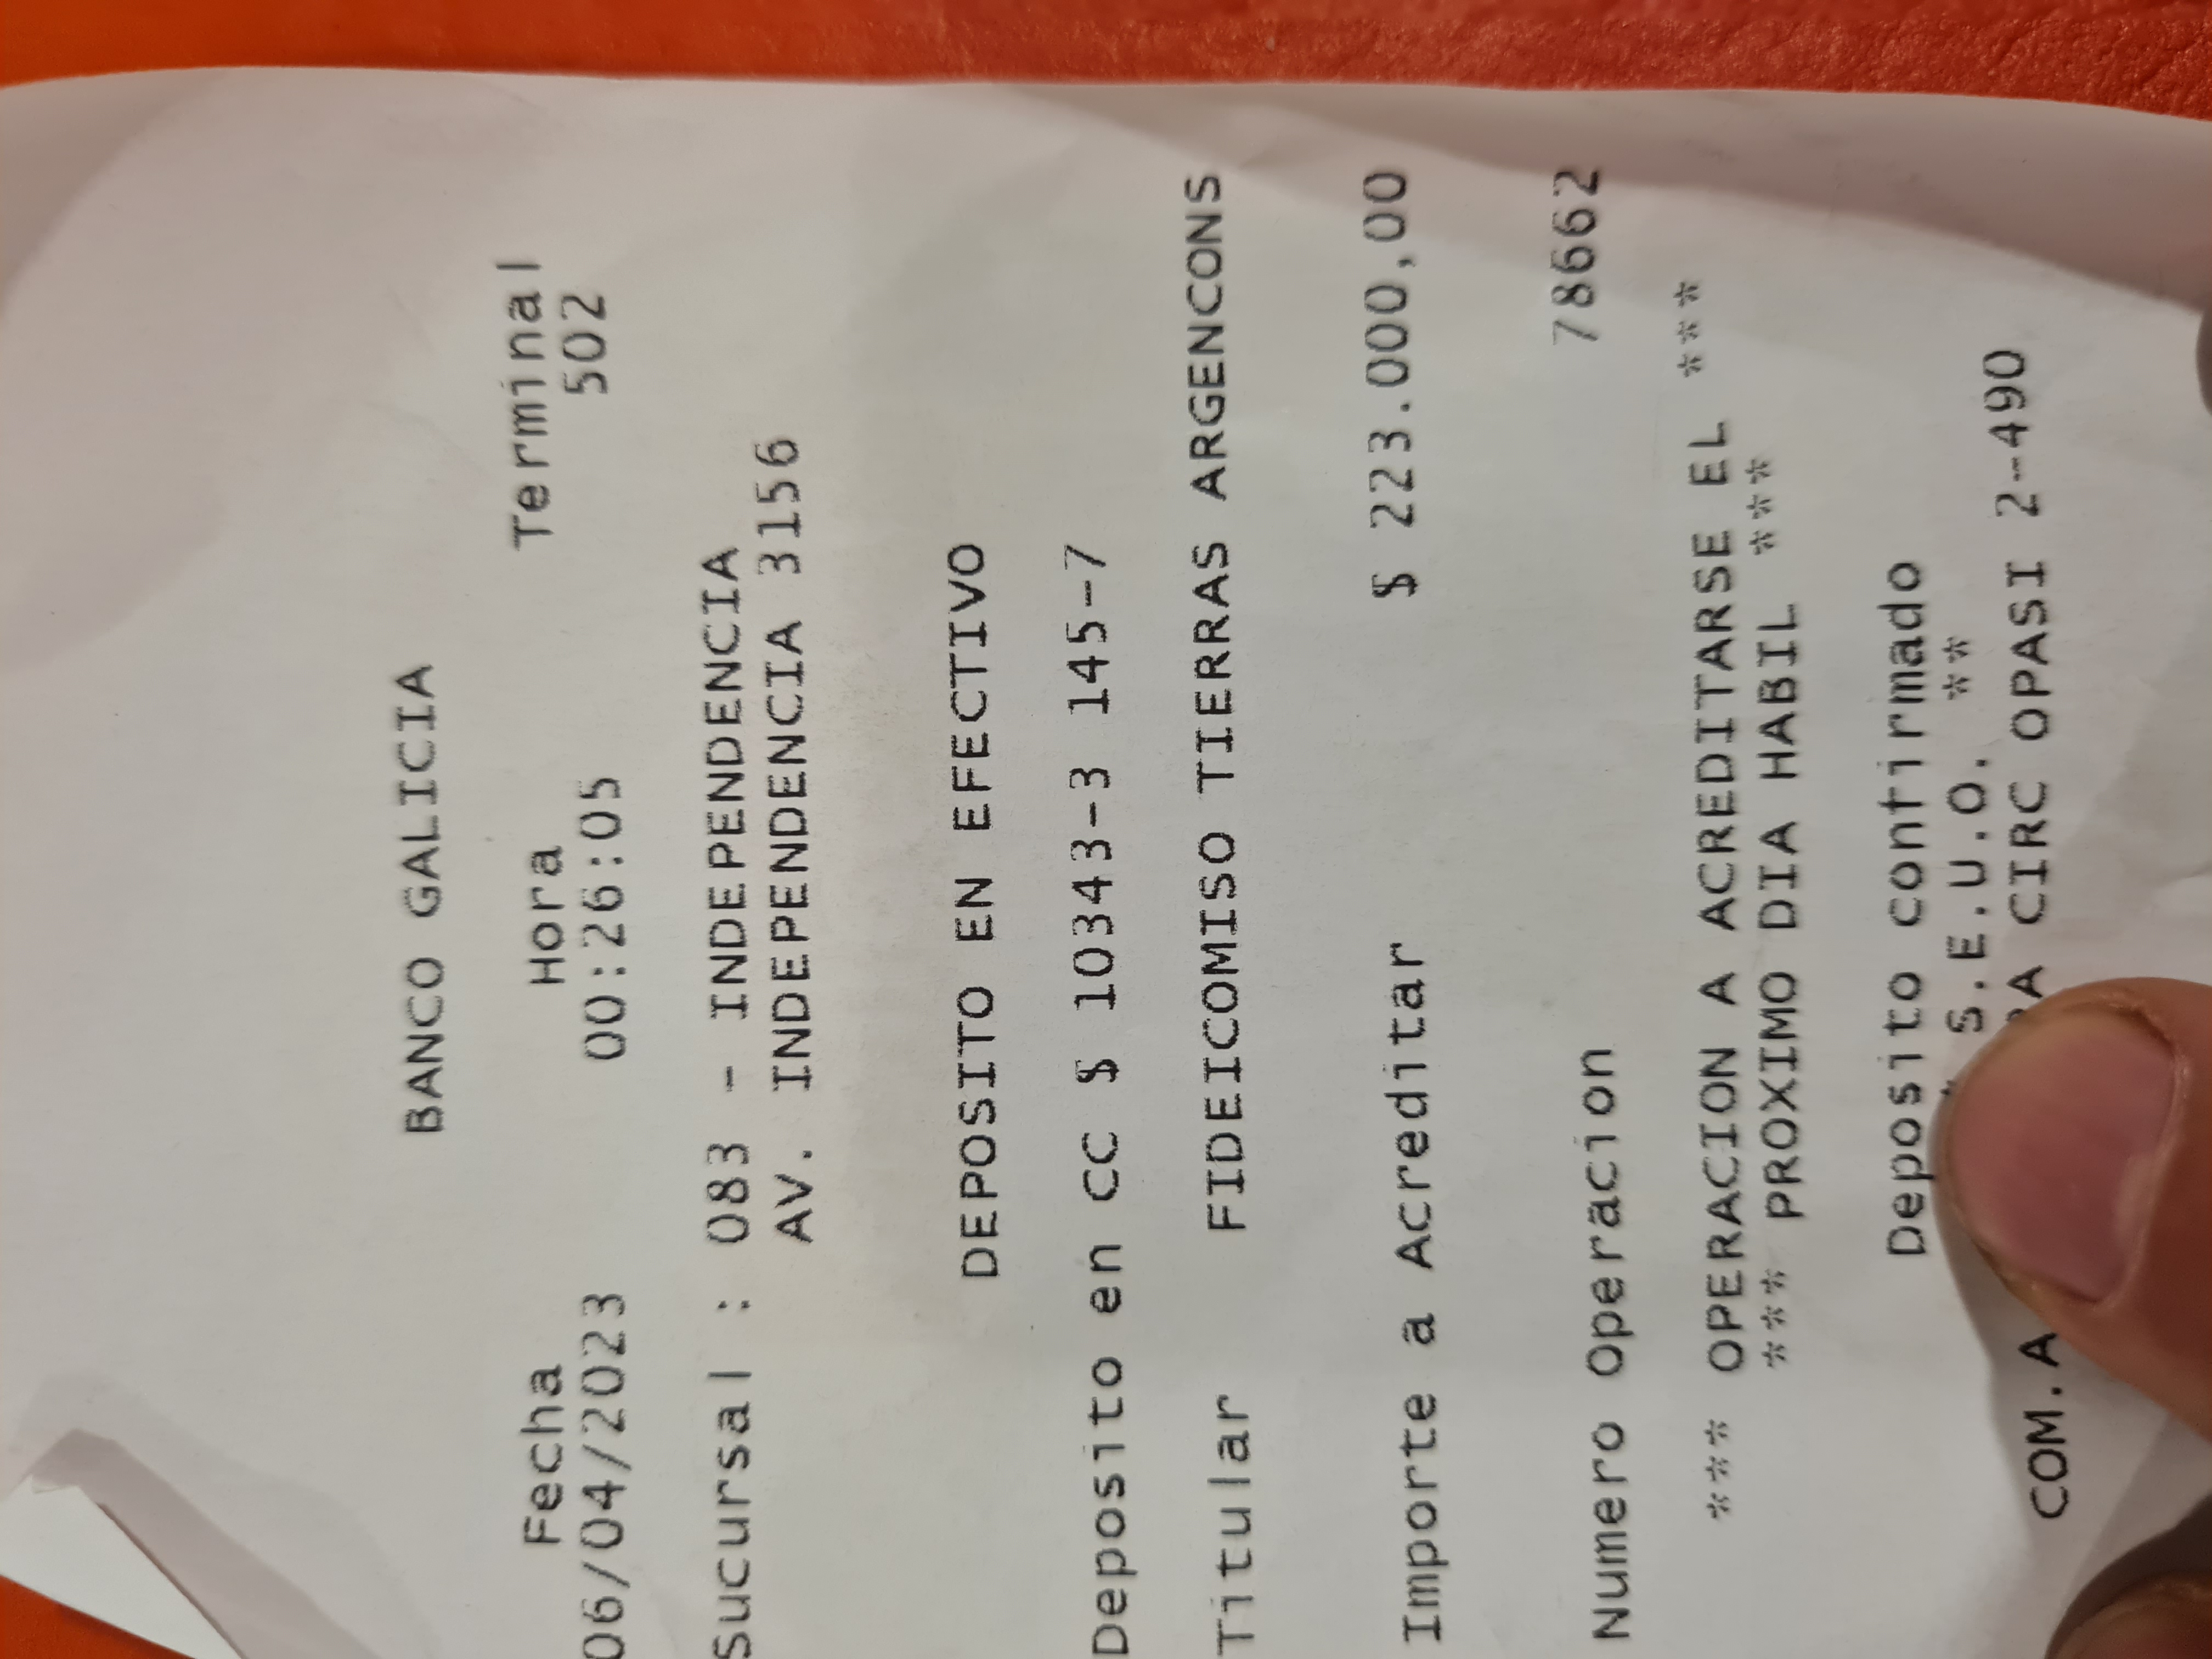 BANCO GALICIA
Fecha Hora Terminal
06/04/2023 00:26:05 502
Sucursal : 083 - INDEPENDENCIA
AV. INDEPENDENCIA 3156
DEPOSITO EN EFECTIVO
Deposito en CC $ 10343-3 145-7
Titular FIDEICOMISO TIERRAS ARGENCONS
Importe a Acreditar $ 223.000,00
Numero Operacion 78662
*** OPERACION A ACREDITARSE EL ***
*** PROXIMO DIA HABIL ***
Deposito confirmado
S.E.U.O. **
COM.A CIRC OPASI 2-490